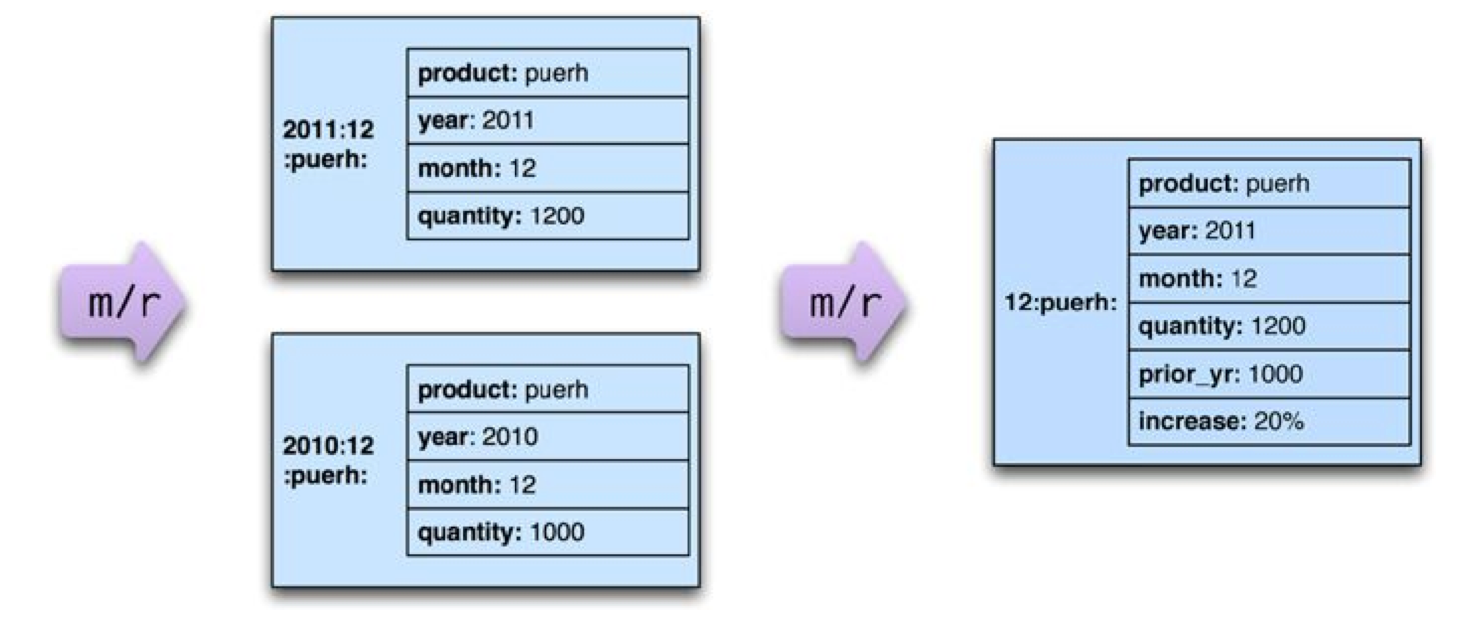 m/r
2011:12
:puerh:
product: puerh
year: 2011
month: 12
quantity: 1200
2010:12
:puerh:
product: puerh
year: 2010
month: 12
quantity: 1000
m/r
12:puerh:
product: puerh
year: 2011
month: 12
quantity: 1200
prior_yr: 1000
increase: 20%